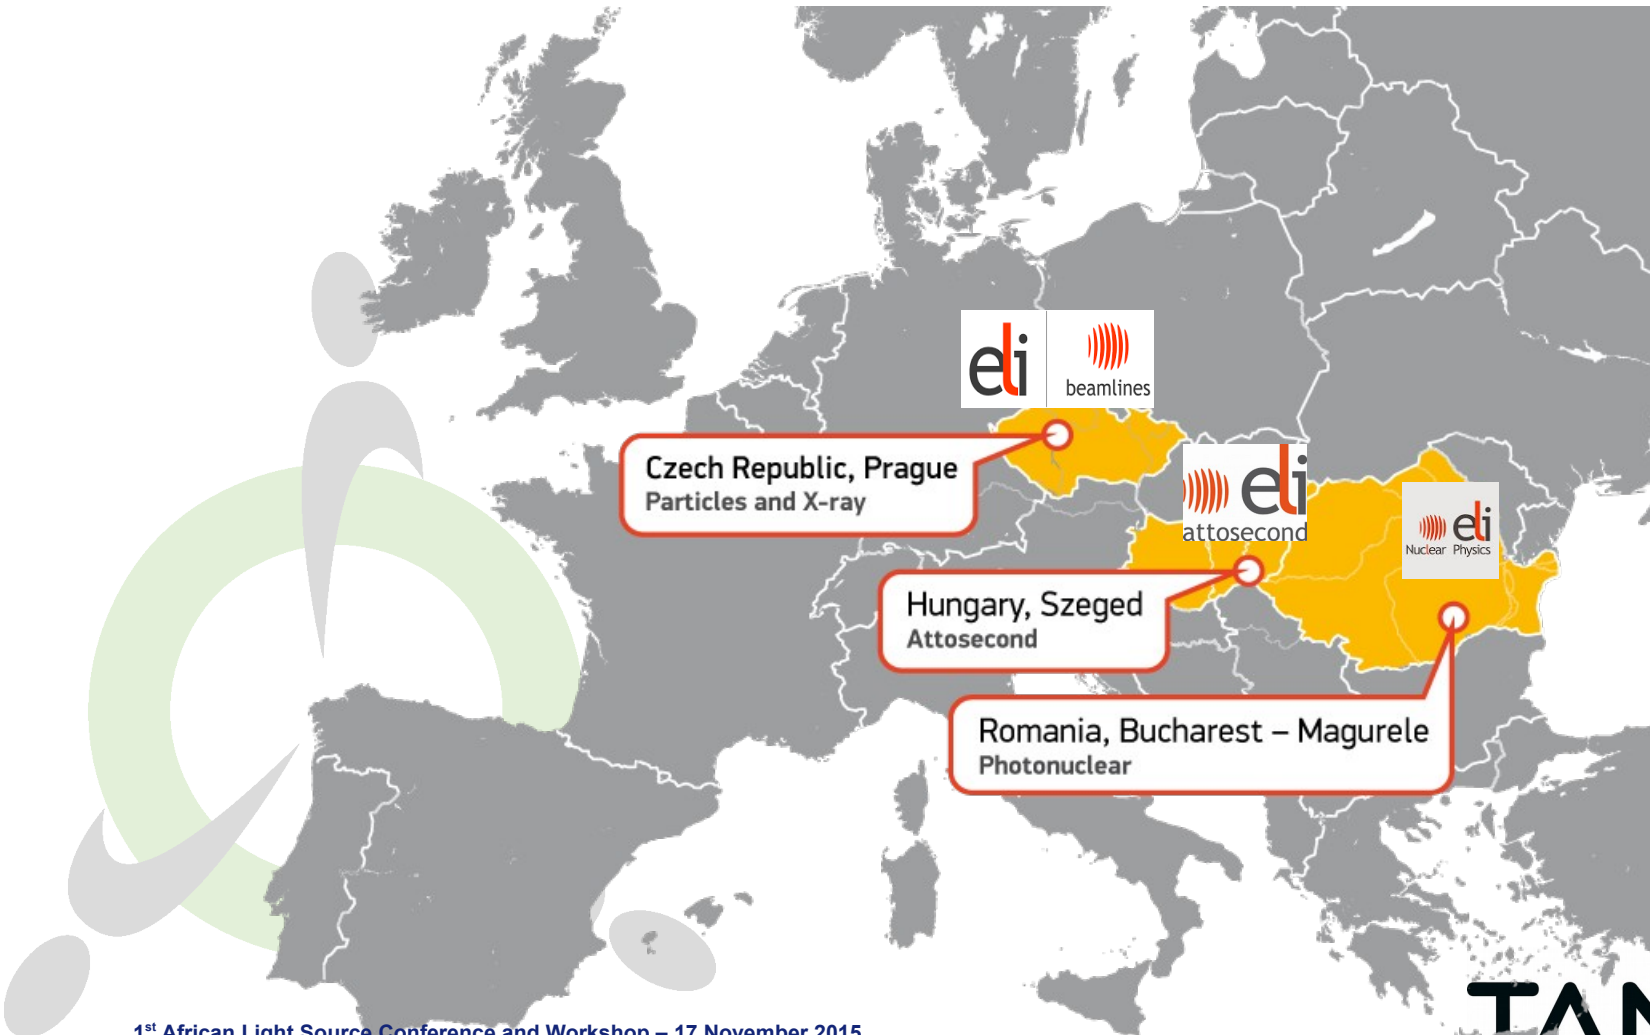 eli
beamlines
Czech Republic, Prague
Particles and X-ray
eli
attosecond
eli
Nuclear Physics
Hungary, Szeged
Attosecond
Romania, Bucharest – Magurele
Photonuclear
1st African Light Source Conference and Workshop – 17 November 2015